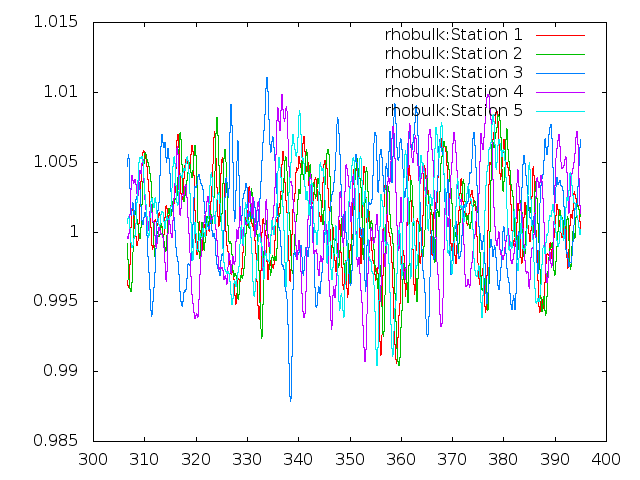 1.015
1.01
1.005
1
0.995
0.99
0.985
300 310 320 330 340 350 360 370 380 390 400
rhobulk:Station 1
rhobulk:Station 2
rhobulk:Station 3
rhobulk:Station 4
rhobulk:Station 5